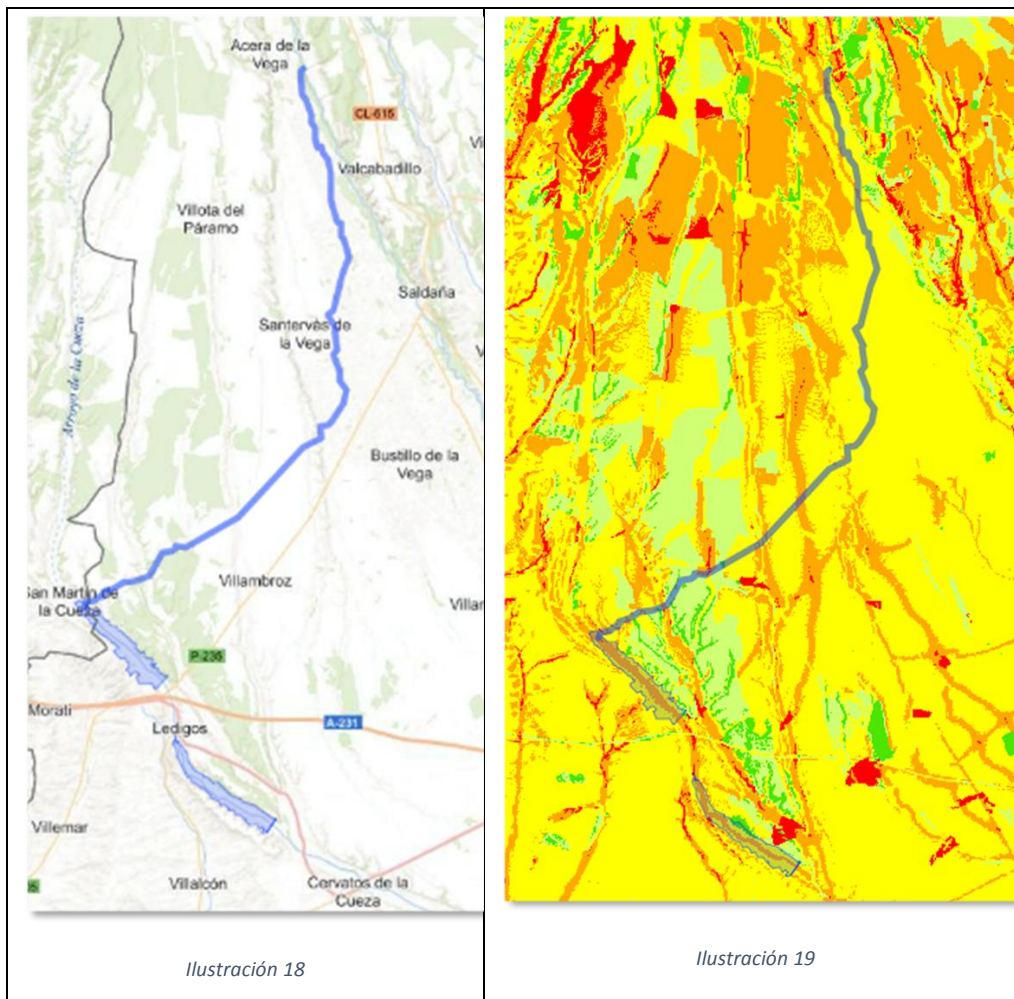 Acera de la
Vega
CL-615
Valcabadillo
Villota del
Páramo
Saldaña
Arroyo de la Cueza
Santervás de
la Vega
Bustillo de la
Vega
San Martín de
la Cueza
Villambroz
Villar
P-235
Morati
A-231
Ledigos
Villemar
Villalcón
Cervatos de la
Cueza
Ilustración 18
Ilustración 19